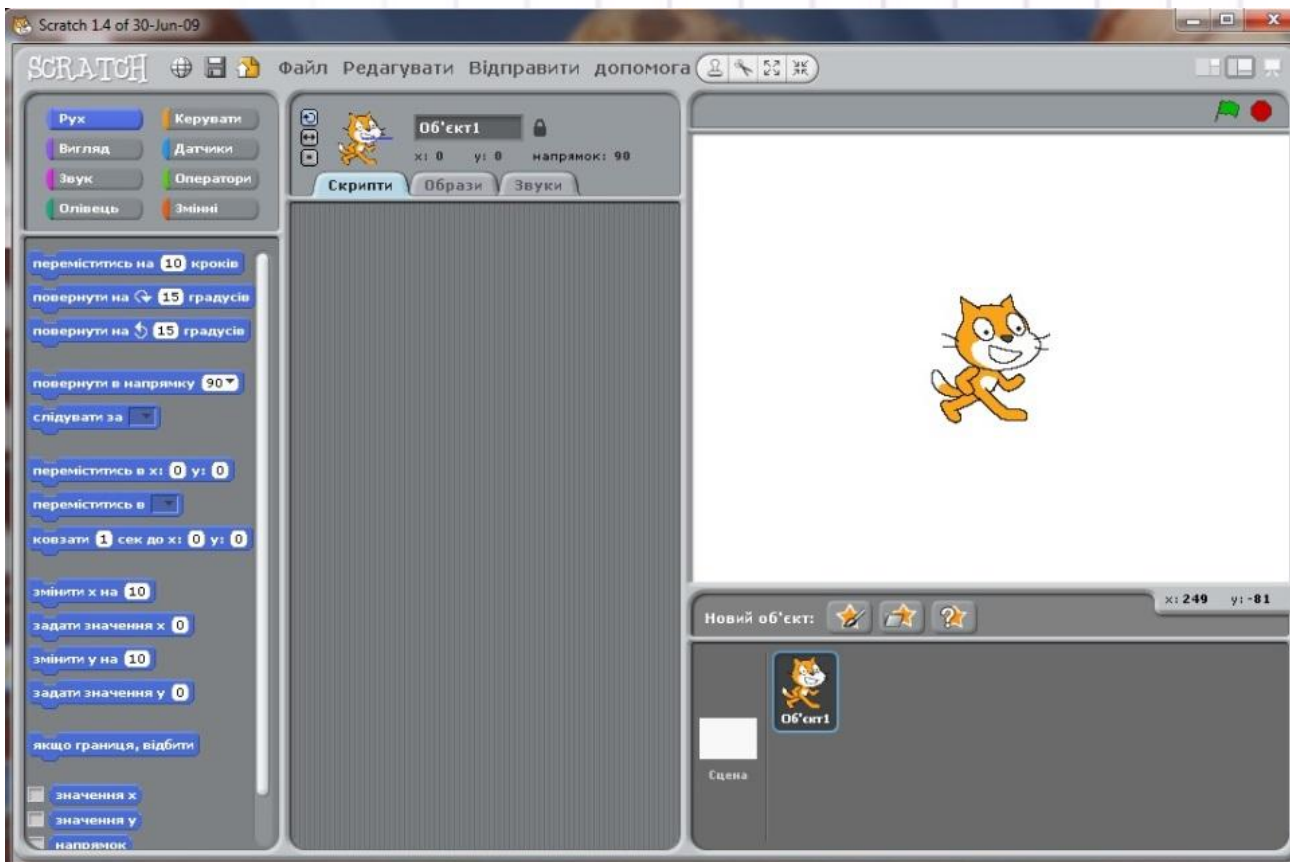 Scratch 1.4 of 30-Jun-09
SCRATCH Файл Редагувати Відправити допомога
Рух Керувати
Вигляд Датчики
Звук Оператори
Олівець Змінні
переміститись на 10 кроків
повернути на 15 градусів
повернути на 15 градусів
повернути в напрямку 90
слідувати за
переміститись в x: 0 y: 0
переміститись в
ковзати 1 сек до x: 0 y: 0
змінити x на 10
задати значення x 0
змінити y на 10
задати значення y 0
якщо границя, відбити
значення x
значення y
напрямок
Об'єкт1
x: 0 y: 0 напрямок: 90
Скрипти Образи Звуки
x: 249 y: -81
Новий об'єкт:
Об'єкт1
Сцена